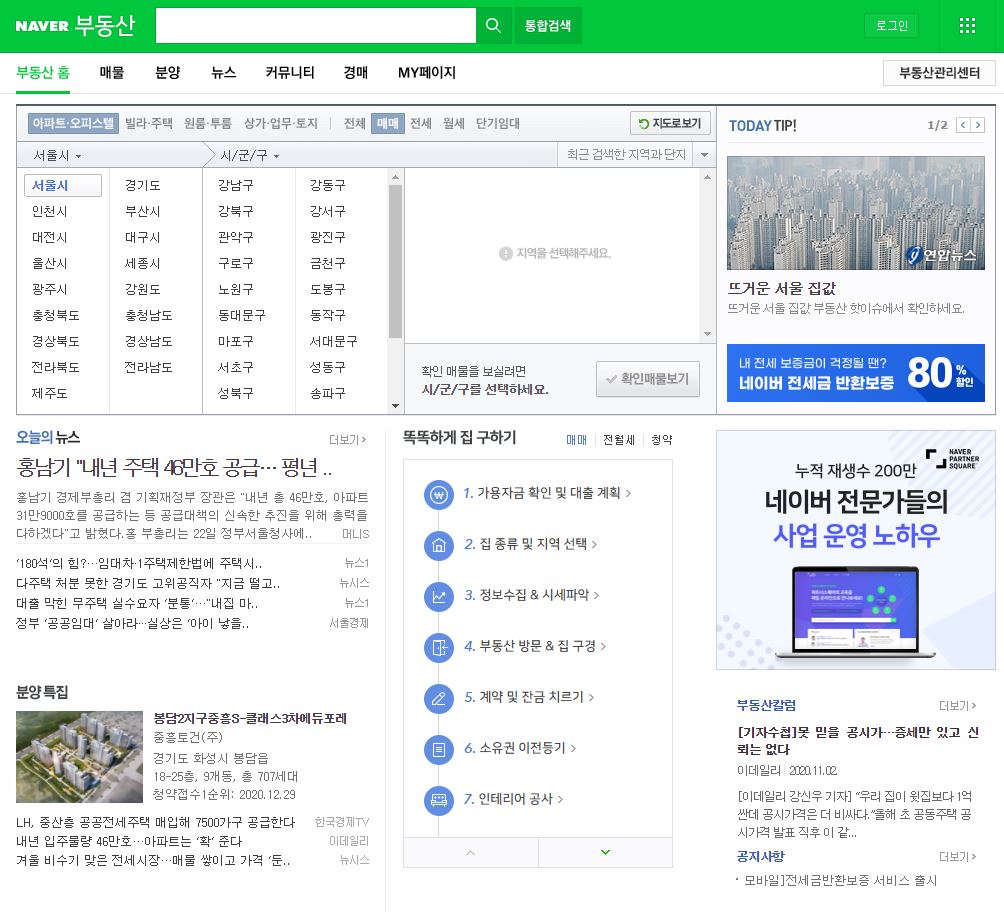 NAVER 부동산
통합검색
로그인
부동산 홈 매물 분양 뉴스 커뮤니티 경매 MY페이지
부동산관리센터
아파트·오피스텔 빌라·주택 원룸·투룸 상가·업무·토지 전체 매매 전세 월세 단기임대
지도로보기
서울시 시/군/구 최근 검색한 지역과 단지
서울시 경기도 강남구 강동구
인천시 부산시 강북구 강서구
대전시 대구시 관악구 광진구
울산시 세종시 구로구 금천구
광주시 강원도 노원구 도봉구
충청북도 충청남도 동대문구 동작구
경상북도 경상남도 마포구 서대문구
전라북도 전라남도 서초구 성동구
제주도 성북구 송파구
지역을 선택해주세요.
확인 매물을 보실려면
시/군/구를 선택하세요.
확인매물보기
TODAY TIP!
1/2
연합뉴스
뜨거운 서울 집값
뜨거운 서울 집값 부동산 핫이슈에서 확인하세요.
내 전세 보증금이 걱정될 땐?
네이버 전세금 반환보증
80% 할인
오늘의 뉴스
더보기
홍남기 "내년 주택 46만호 공급… 평년 ..
홍남기 경제부총리 겸 기획재정부 장관은 "내년 총 46만호, 아파트
31만9000호를 공급하는 등 공급대책의 신속한 추진을 위해 총력을
다하겠다"고 밝혔다.홍 부총리는 22일 정부서울청사에.. 머니S
'180석'의 힘?…임대차·1주택제한법에 주택시.. 뉴스1
다주택 처분 못한 경기도 고위공직자 "지금 떨고.. 뉴시스
대출 막힌 무주택 실수요자 '분통'…"내집 마.. 뉴스1
정부 '공공임대' 살아라…실상은 '아이 낳을.. 서울경제
분양 특집
봉담2지구중흥S-클래스3차에듀포레
중흥토건(주)
경기도 화성시 봉담읍
18-25층, 9개동, 총 707세대
청약접수1순위: 2020.12.29
LH, 중산층 공공전세주택 매입해 7500가구 공급한다 한국경제TV
내년 입주물량 46만호…아파트는 '확' 준다 이데일리
겨울 비수기 맞은 전세시장…매물 쌓이고 가격 '둔.. 뉴시스
똑똑하게 집 구하기
매매 전월세 청약
1. 가용자금 확인 및 대출 계획
2. 집 종류 및 지역 선택
3. 정보수집 & 시세파악
4. 부동산 방문 & 집 구경
5. 계약 및 잔금 치르기
6. 소유권 이전등기
7. 인테리어 공사
NAVER
PARTNER
SQUARE
누적 재생수 200만
네이버 전문가들의
사업 운영 노하우
부동산칼럼
더보기
[기자수첩]못 믿을 공시가…증세만 있고 신
뢰는 없다
이데일리 2020.11.02.
[이데일리 강신우 기자] "우리 집이 윗집보다 1억
싼데 공시가격은 더 비싸다."올해 초 공동주택 공
시가격 발표 직후 이 같...
공지사항
더보기
· 모바일]전세금반환보증 서비스 출시